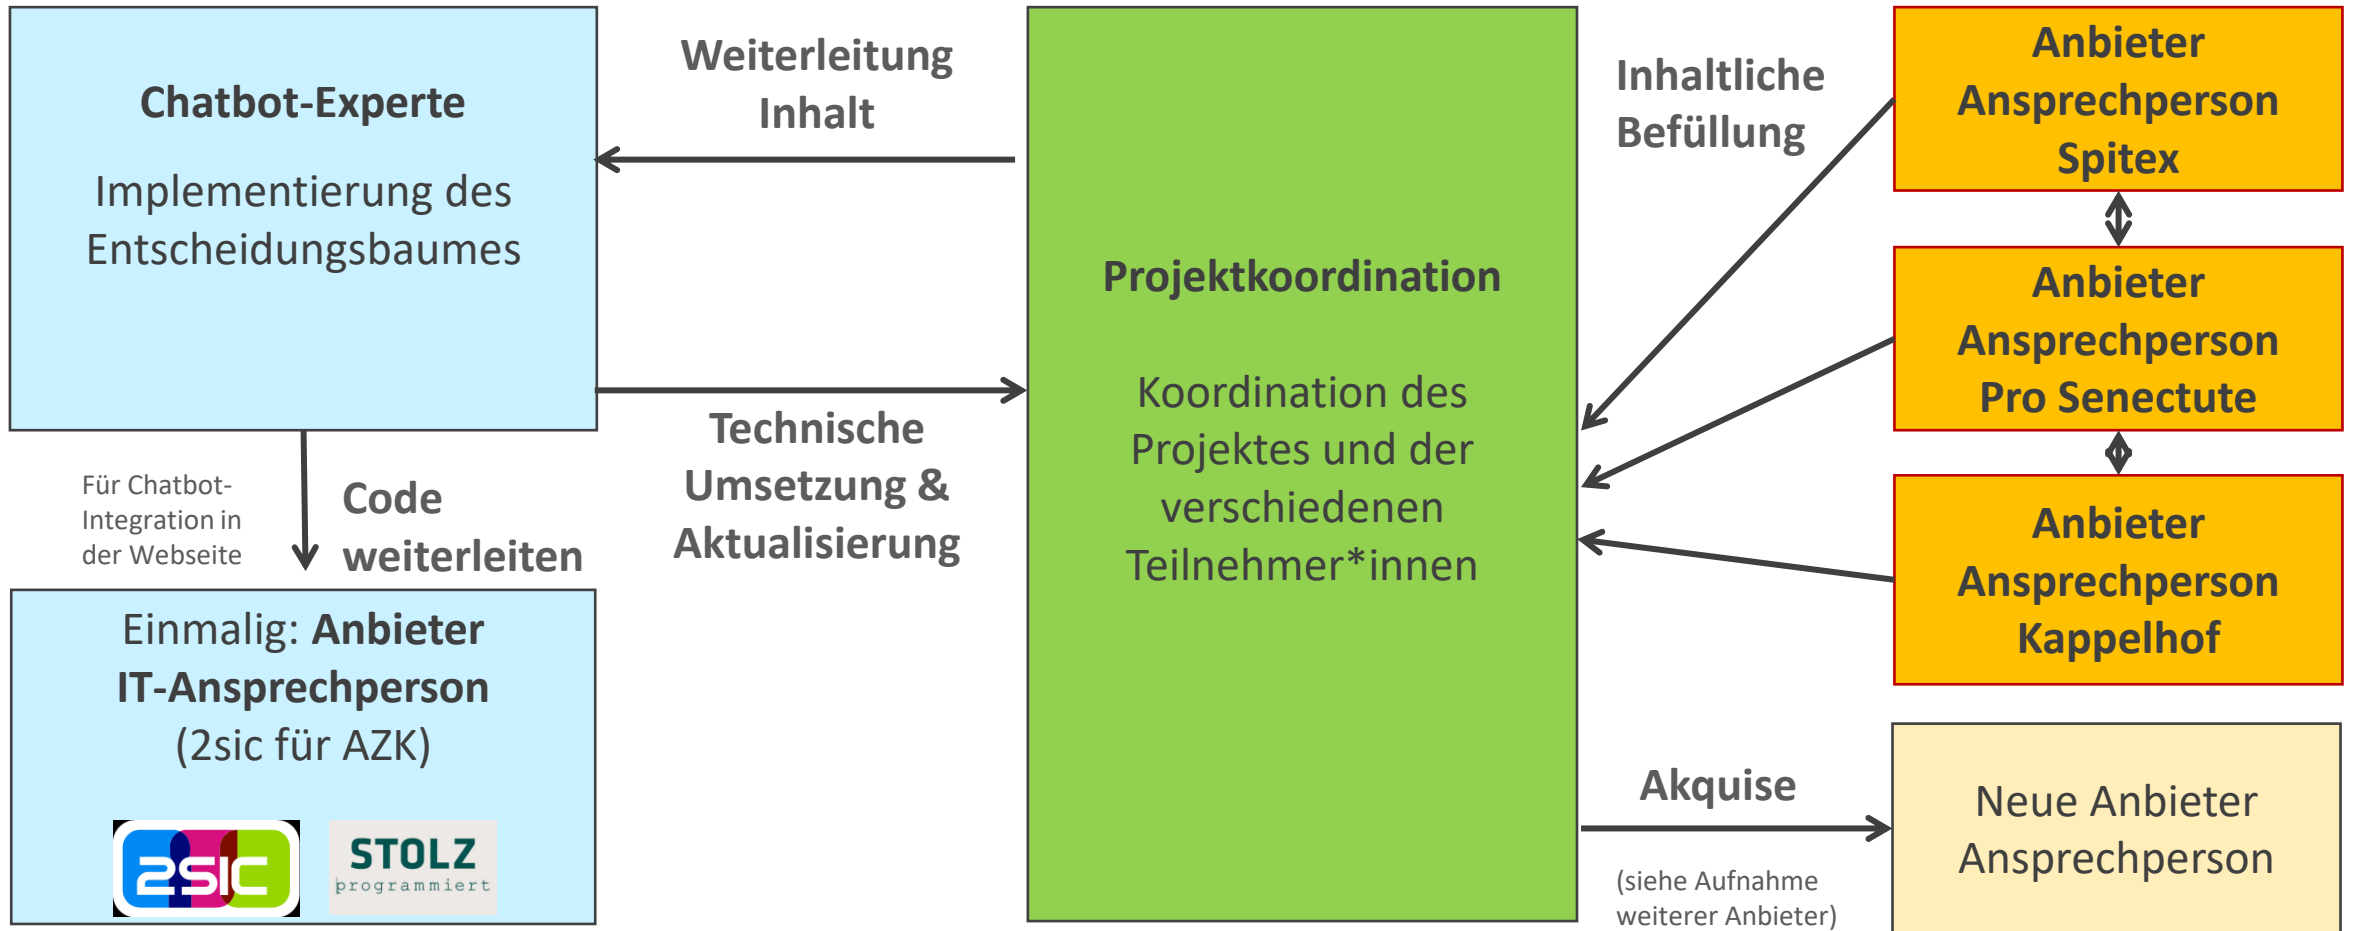 Chatbot-Experte
Implementierung des
Entscheidungsbaumes
Weiterleitung
Inhalt
Technische
Umsetzung &
Aktualisierung
Für Chatbot-
Integration in
der Webseite
Code
weiterleiten
Einmalig: Anbieter
IT-Ansprechperson
(2sic für AZK)
2SIC
STOLZ
programmiert
Projektkoordination
Koordination des
Projektes und der
verschiedenen
Teilnehmer*innen
Inhaltliche
Befüllung
Anbieter
Ansprechperson
Spitex
Anbieter
Ansprechperson
Pro Senectute
Anbieter
Ansprechperson
Kappelhof
Akquise
(siehe Aufnahme
weiterer Anbieter)
Neue Anbieter
Ansprechperson